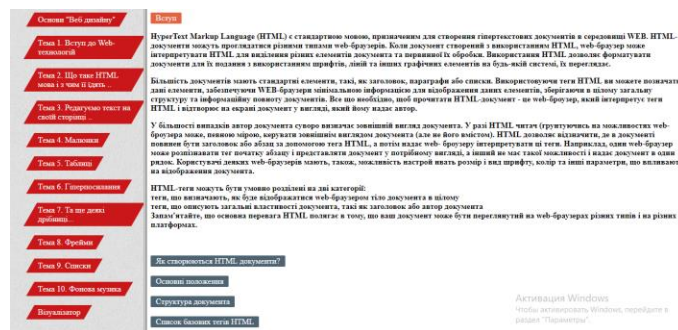 Основи "Веб дизайну"
Тема 1. Вступ до Web-
технологій
Тема 2. Що таке HTML
мова і з чим її їдять ..
Тема 3. Редагуємо текст на
своїй сторінці ...
Тема 4. Малюнки
Тема 5. Таблиці
Тема 6. Гіперпосилання
Тема 7. Та ще деякі
дрібниці...
Тема 8. Фрейми
Тема 9. Списки
Тема 10. Фонова музика
Візуалізатор
Вступ
HyperText Markup Language (HTML) є стандартною мовою, призначеним для створення гіпертекстових документів в середовищі WEB. HTML-
документи можуть проглядатися різними типами web-браузерів. Коли документ створений з використанням HTML, web-браузер може
інтерпретувати HTML для виділення різних елементів документа та первинної їх обробки. Використання HTML дозволяє форматувати
документи для їх подання з використанням шрифтів, ліній та інших графічних елементів на будь-якій системі, їх переглядає.
Більшість документів мають стандартні елементи, такі, як заголовок, параграфи або списки. Використовуючи теги HTML ви можете позначати
дані елементи, забезпечуючи WEB-браузери мінімальною інформацією для відображення даних елементів, зберігаючи в цілому загальну
структуру та інформаційну повноту документів. Все що необхідно, щоб прочитати HTML-документ - це web-браузер, який інтерпретує теги
HTML і відтворює на екрані документ у вигляді, який йому надає автор.
У більшості випадків автор документа суворо визначає зовнішній вигляд документа. У разі HTML читач (ґрунтуючись на можливостях web-
броузера може, певною мірою, керувати зовнішнім виглядом документа (але не його вмістом). HTML дозволяє відзначити, де в документі
повинен бути заголовок або абзац за допомогою тега HTML, а потім надає web- броузеру інтерпретувати ці теги. Наприклад, один web-браузер
може розпізнавати тег початку абзацу і представляти документ у потрібному вигляді, а інший не має такої можливості і надає документ в один
рядок. Користувачі деяких web-браузерів мають, також, можливість настрой ивать розмір і вид шрифту, колір та інші параметри, що впливають
на відображення документа.
HTML-теги можуть бути умовно розділені на дві категорії:
теги, що визначають, як буде відображатися web-браузером тіло документа в цілому
теги, що описують загальні властивості документа, такі як заголовок або автор документа
Запам'ятайте, що основна перевага HTML полягає в тому, що ваш документ може бути переглянутий на web-браузерах різних типів і на різних
платформах.
Як створюються HTML документи?
Основні положення
Структура документа
Список базових тегів HTML
Активация Windows
Чтобы активировать Windows, перейдите в
раздел "Параметры".